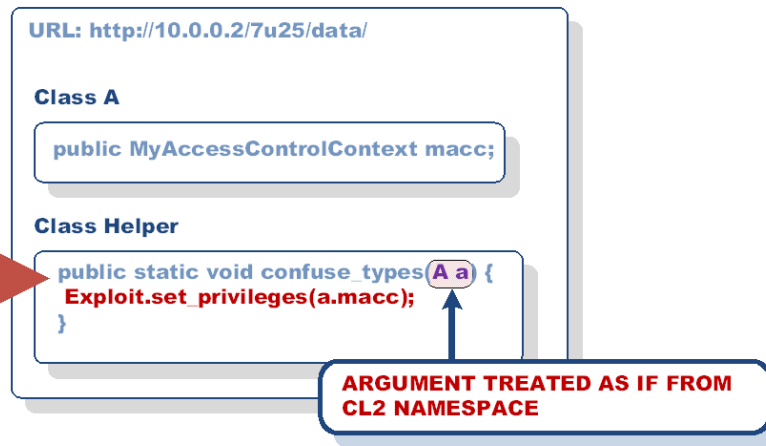 URL: http://10.0.0.2/7u25/data/
Class A
public MyAccessControlContext macc;
Class Helper
public static void confuse_types(A a) {
Exploit.set_privileges(a.macc);
}
ARGUMENT TREATED AS IF FROM
CL2 NAMESPACE